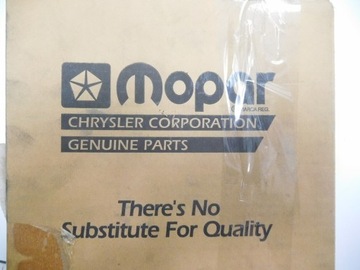 mopar
CHRYSLER CORPORATION
GENUINE PARTS
There's No
Substitute For Quality